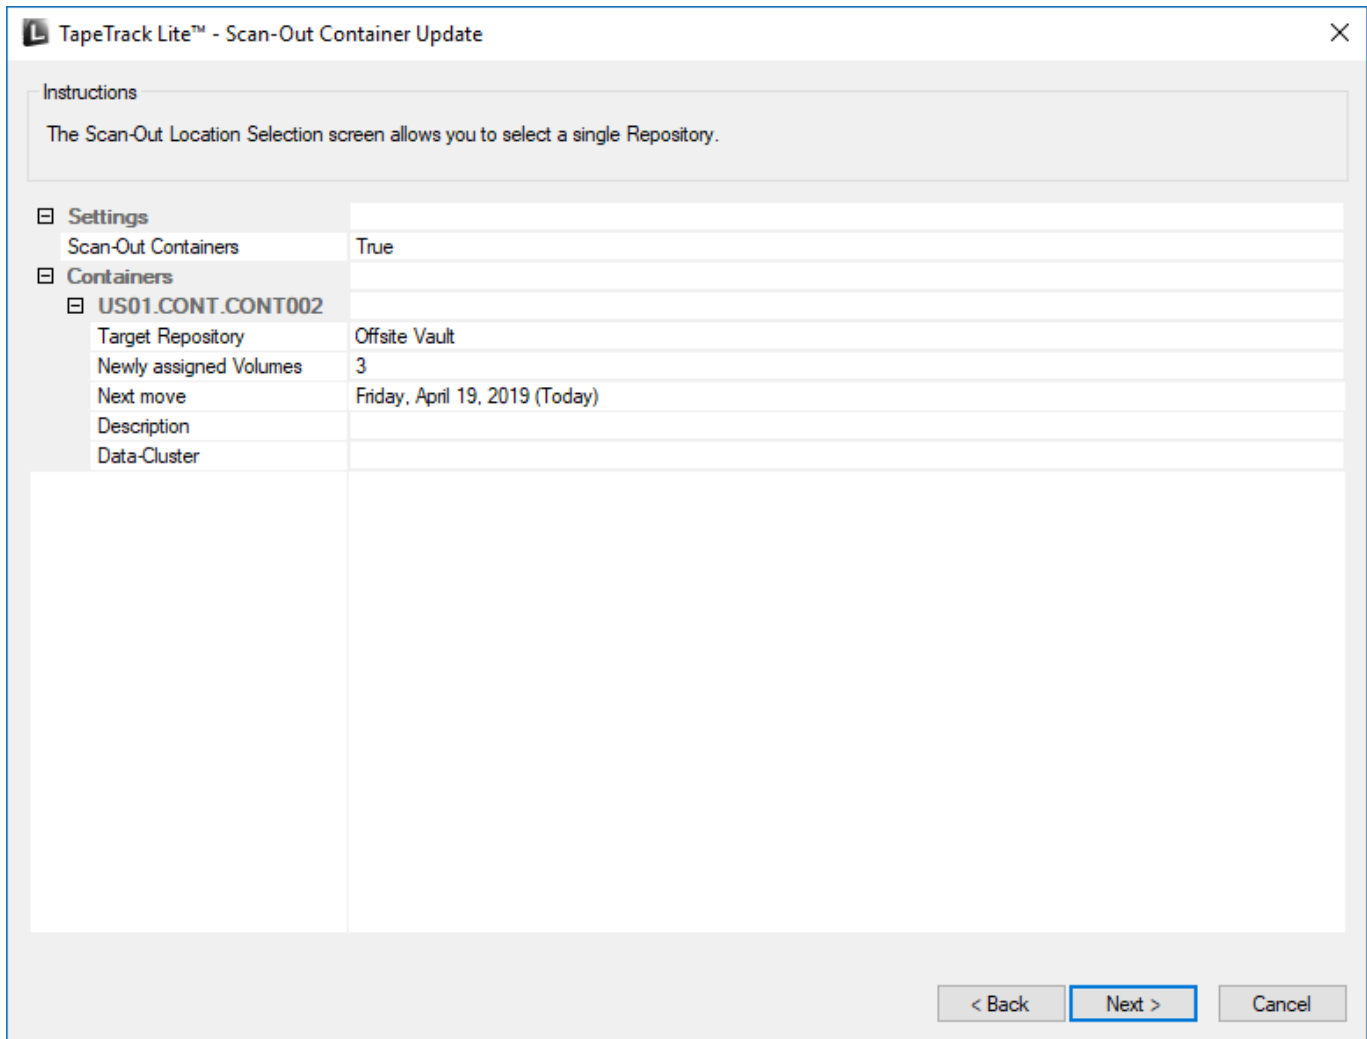 TapeTrack Lite™ - Scan-Out Container Update
Instructions
The Scan-Out Location Selection screen allows you to select a single Repository.
Settings
Scan-Out Containers True
Containers
US01.CONT.CONT002
Target Repository Offsite Vault
Newly assigned Volumes 3
Next move Friday, April 19, 2019 (Today)
Description
Data-Cluster
< Back Next > Cancel